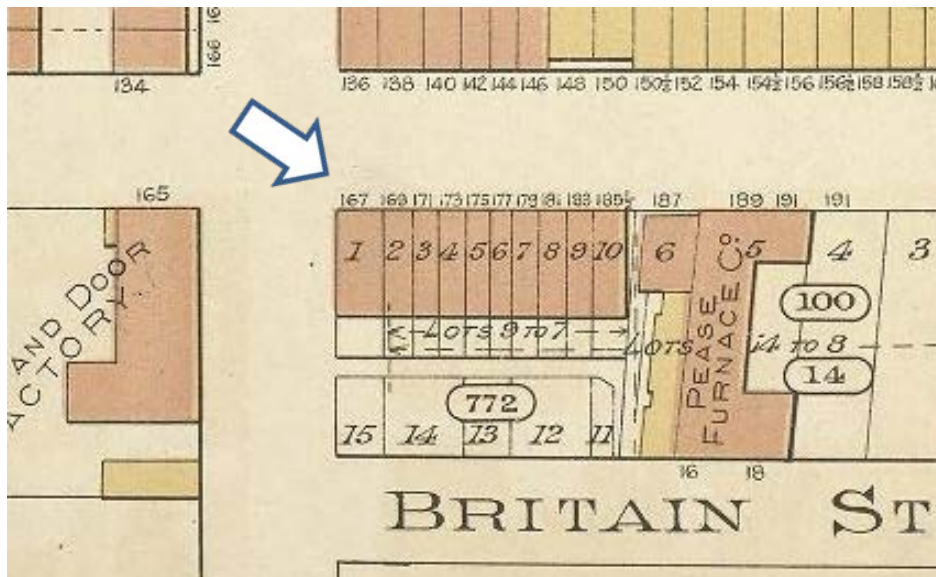 166
134
136 138 140 142 144 146 148 150 150½ 152 154 154½ 156 156½ 158 158½
165
167 169 171 173 175 177 179 181 183 185½ 187 189 191 191
1 2 3 4 5 6 7 8 9 10 6 5 4 3
AND DOOR
ACTORY
100
LOTS 9 TO 7
LOTS 14 TO 8
PEASE
FURNACE Co.
14
772
15 14 13 12 11
16 18
BRITAIN ST